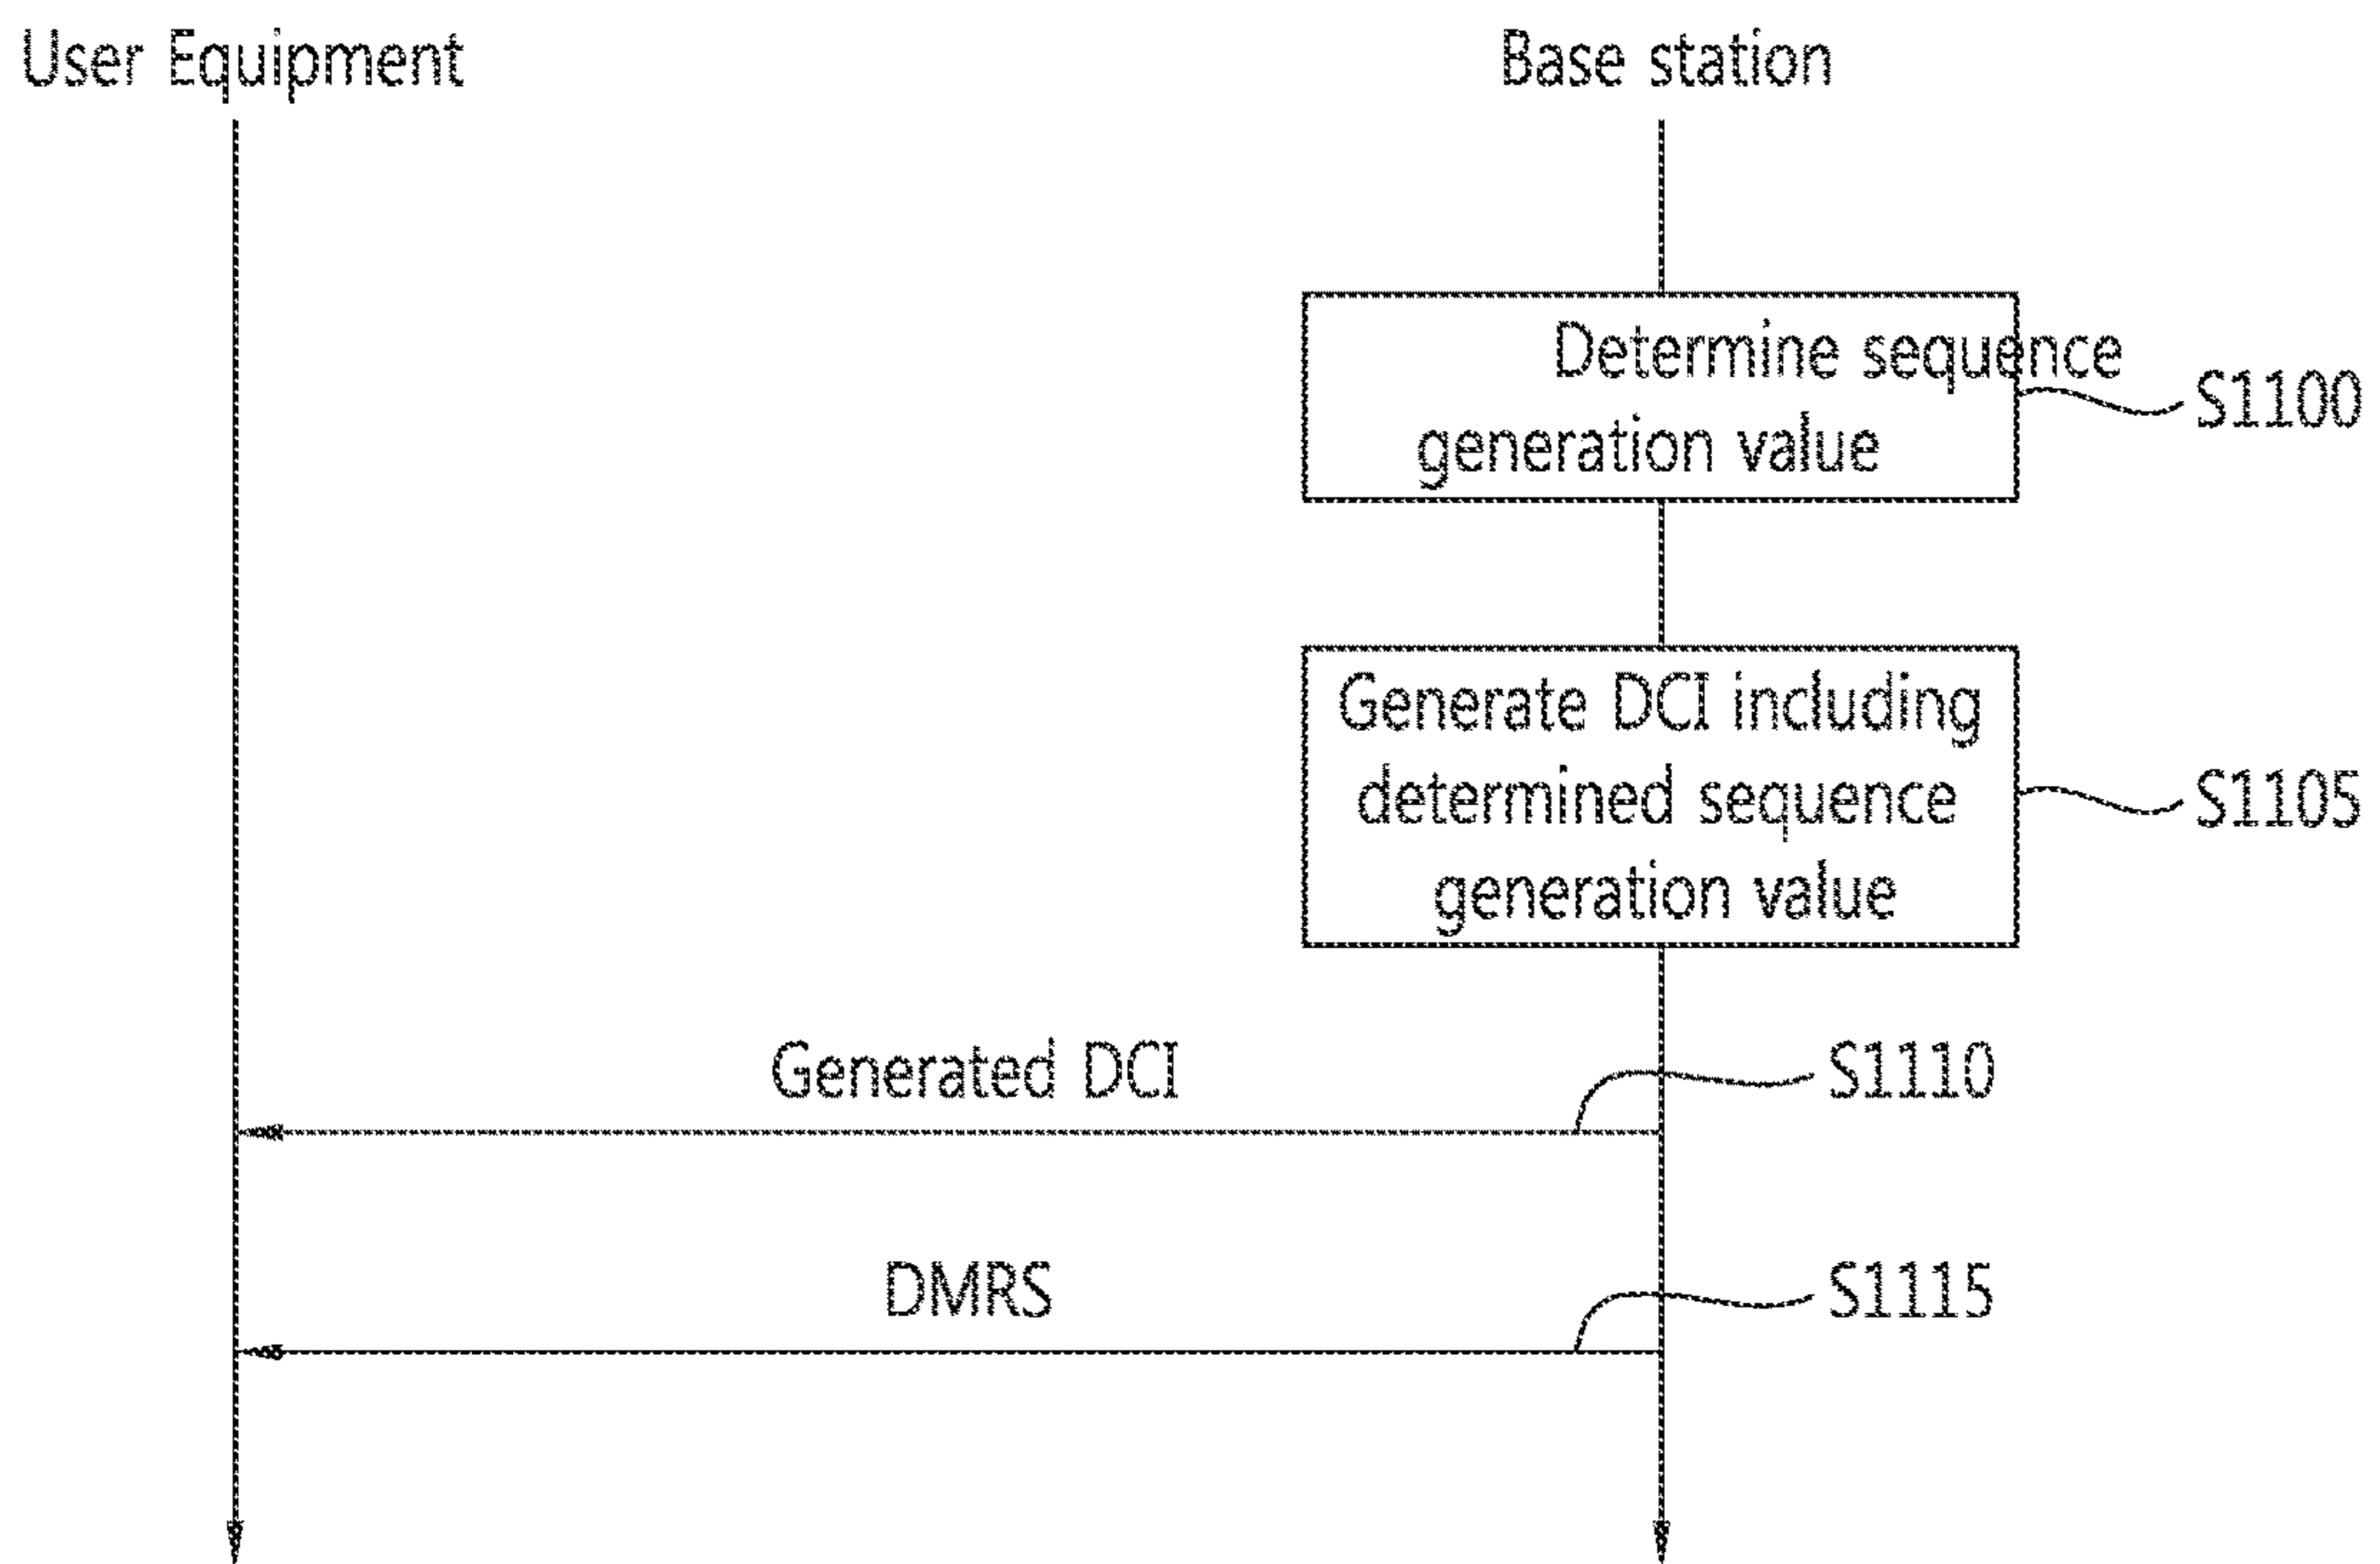 User Equipment
Base station
Determine sequence
generation value
S1100
Generate DCI including
determined sequence
generation value
S1105
Generated DCI
S1110
DMRS
S1115